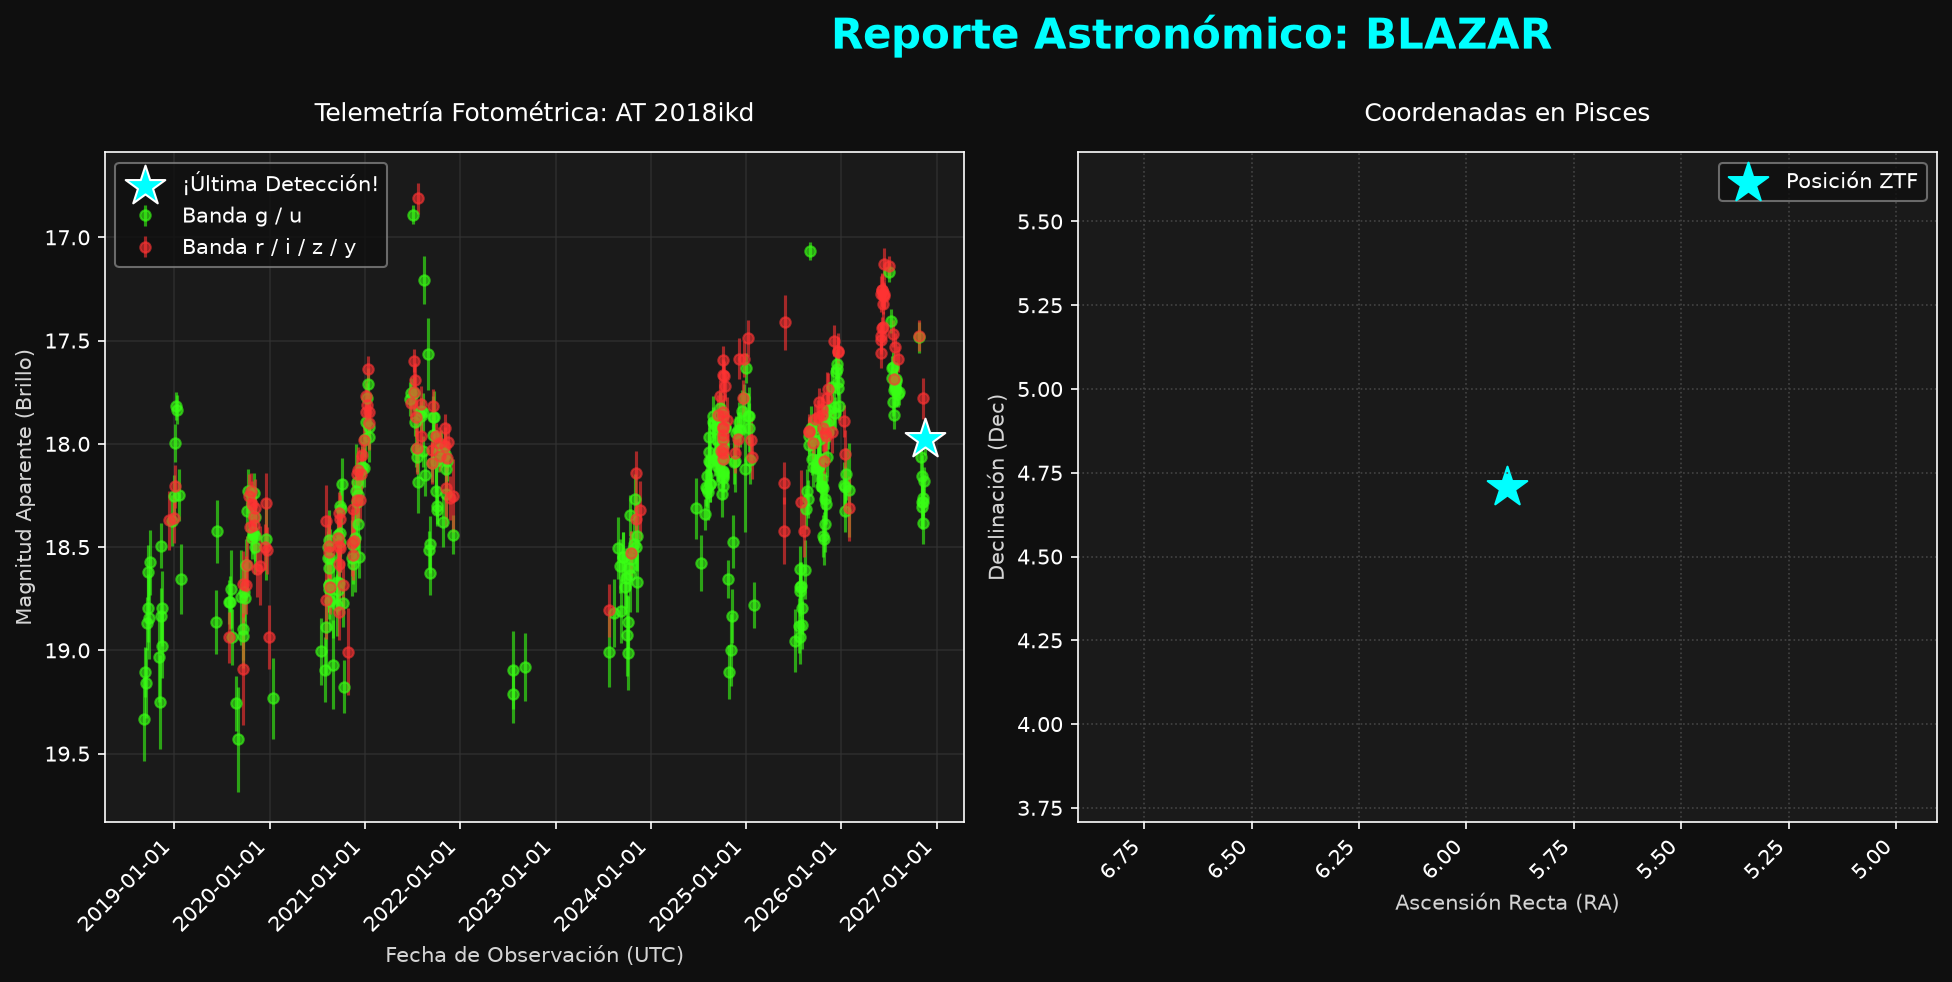 Reporte Astronómico: BLAZAR
Telemetría Fotométrica: AT 2018ikd
¡Última Detección!
Banda g / u
Banda r / i / z / y
Magnitud Aparente (Brillo)
17.0
17.5
18.0
18.5
19.0
19.5
2019-01-01
2020-01-01
2021-01-01
2022-01-01
2023-01-01
2024-01-01
2025-01-01
2026-01-01
2027-01-01
Fecha de Observación (UTC)
Coordenadas en Pisces
Posición ZTF
Declinación (Dec)
5.50
5.25
5.00
4.75
4.50
4.25
4.00
3.75
6.75
6.50
6.25
6.00
5.75
5.50
5.25
5.00
Ascensión Recta (RA)